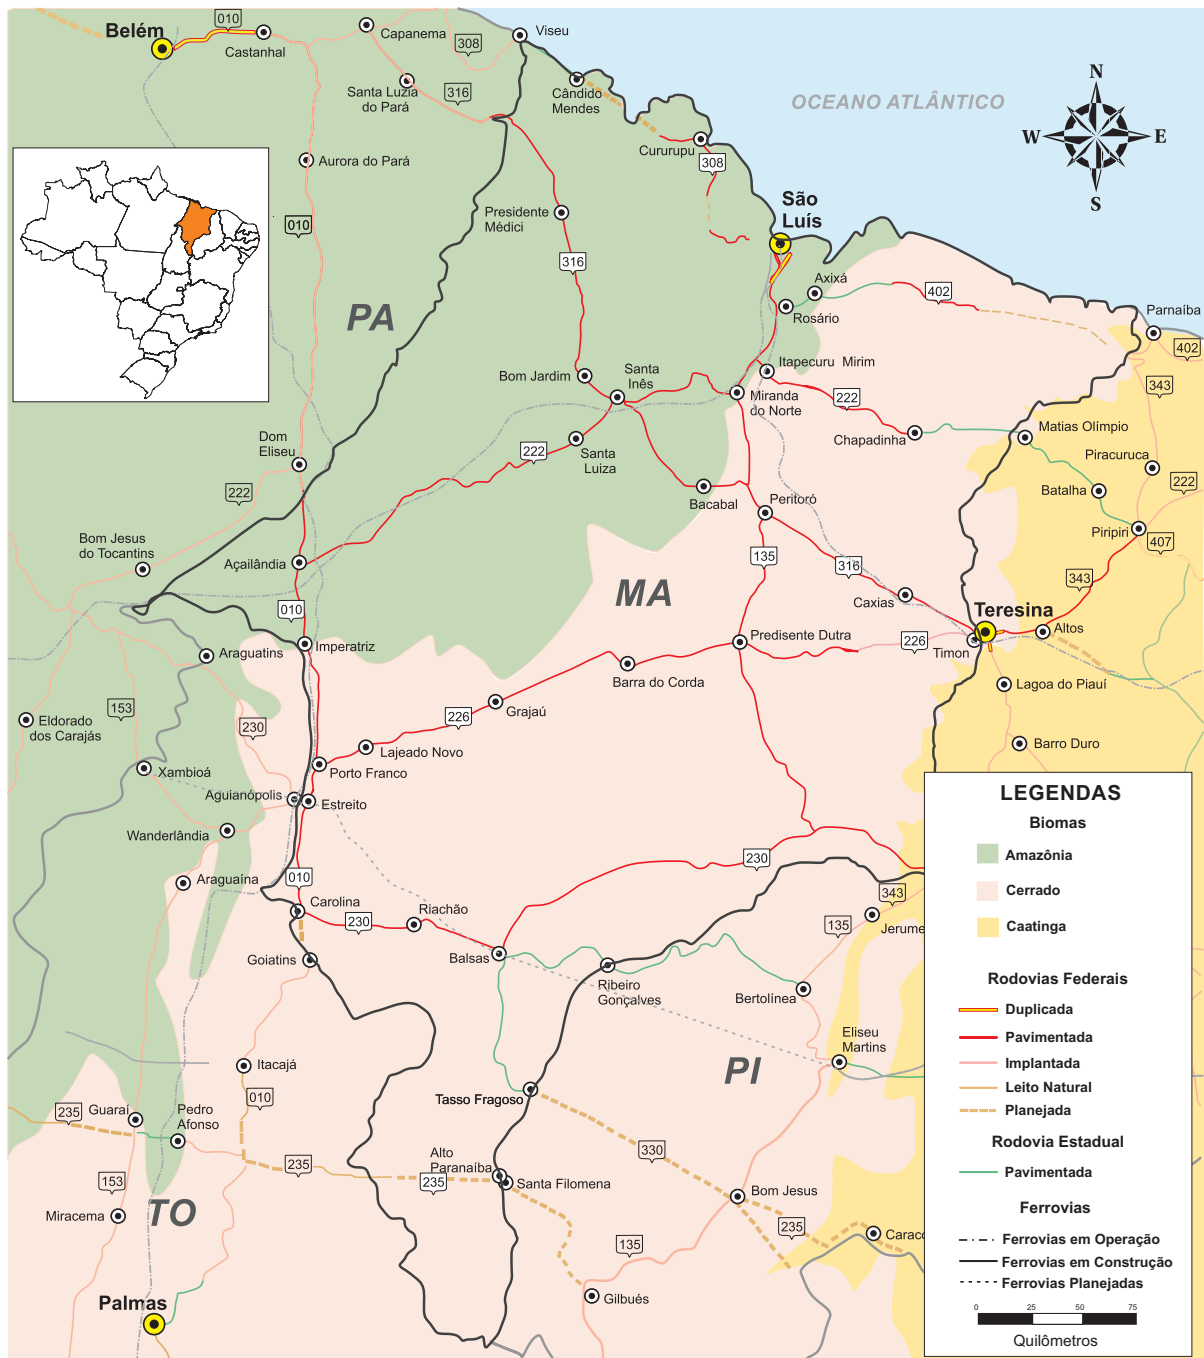 010
Belém
Castanhal
Capanema
308
Viseu
Santa Luzia
do Pará
316
Cândido
Mendes
OCEANO ATLÂNTICO
N
W
E
S
Aurora do Pará
Cururupu
308
010
Presidente
Médici
São
Luís
316
Axixá
402
Rosário
PA
Parnaíba
402
343
Itapecuru Mirim
Bom Jardim
Santa
Inês
Miranda
do Norte
222
Chapadinha
Matias Olímpio
Dom
Eliseu
222
Santa
Luiza
Piracuruca
222
222
Batalha
Bacabal
Peritoró
Piripiri
407
Bom Jesus
do Tocantins
Açailândia
135
316
343
MA
Caxias
010
Teresina
Altos
Imperatriz
Predisente Dutra
226
Timon
Araguatins
Barra do Corda
Lagoa do Piauí
153
Eldorado
dos Carajás
230
226
Grajaú
Lajeado Novo
Barro Duro
Xambioá
Porto Franco
Aguianópolis
Estreito
Wanderlândia
230
Araguaína
010
Carolina
230
Riachão
343
135
Jerume
Goiatins
Balsas
Ribeiro
Gonçalves
Bertolínea
Eliseu
Martins
Itacajá
PI
010
Tasso Fragoso
235
Guaraí
Pedro
Afonso
330
Alto
Paranaíba
235
235
Santa Filomena
153
Bom Jesus
Miracema
TO
235
Caraco
135
Gilbués
Palmas
LEGENDAS
Biomas
Amazônia
Cerrado
Caatinga
Rodovias Federais
Duplicada
Pavimentada
Implantada
Leito Natural
Planejada
Rodovia Estadual
Pavimentada
Ferrovias
Ferrovias em Operação
Ferrovias em Construção
Ferrovias Planejadas
0 25 50 75
Quilômetros